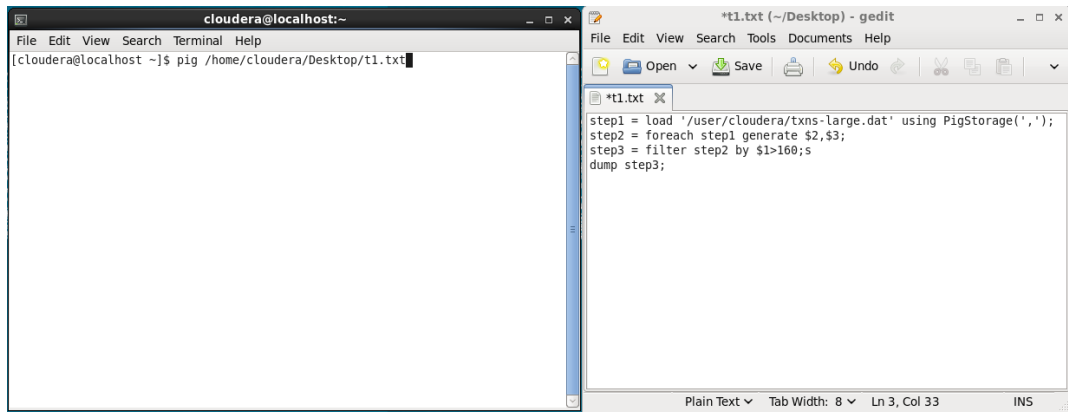 cloudera@localhost:~
File Edit View Search Terminal Help
[cloudera@localhost ~]$ pig /home/cloudera/Desktop/t1.txt
*t1.txt (~/Desktop) - gedit
File Edit View Search Tools Documents Help
Open Save Undo
*t1.txt
step1 = load '/user/cloudera/txns-large.dat' using PigStorage(',');
step2 = foreach step1 generate $2,$3;
step3 = filter step2 by $1>160;s
dump step3;
Plain Text Tab Width: 8 Ln 3, Col 33 INS